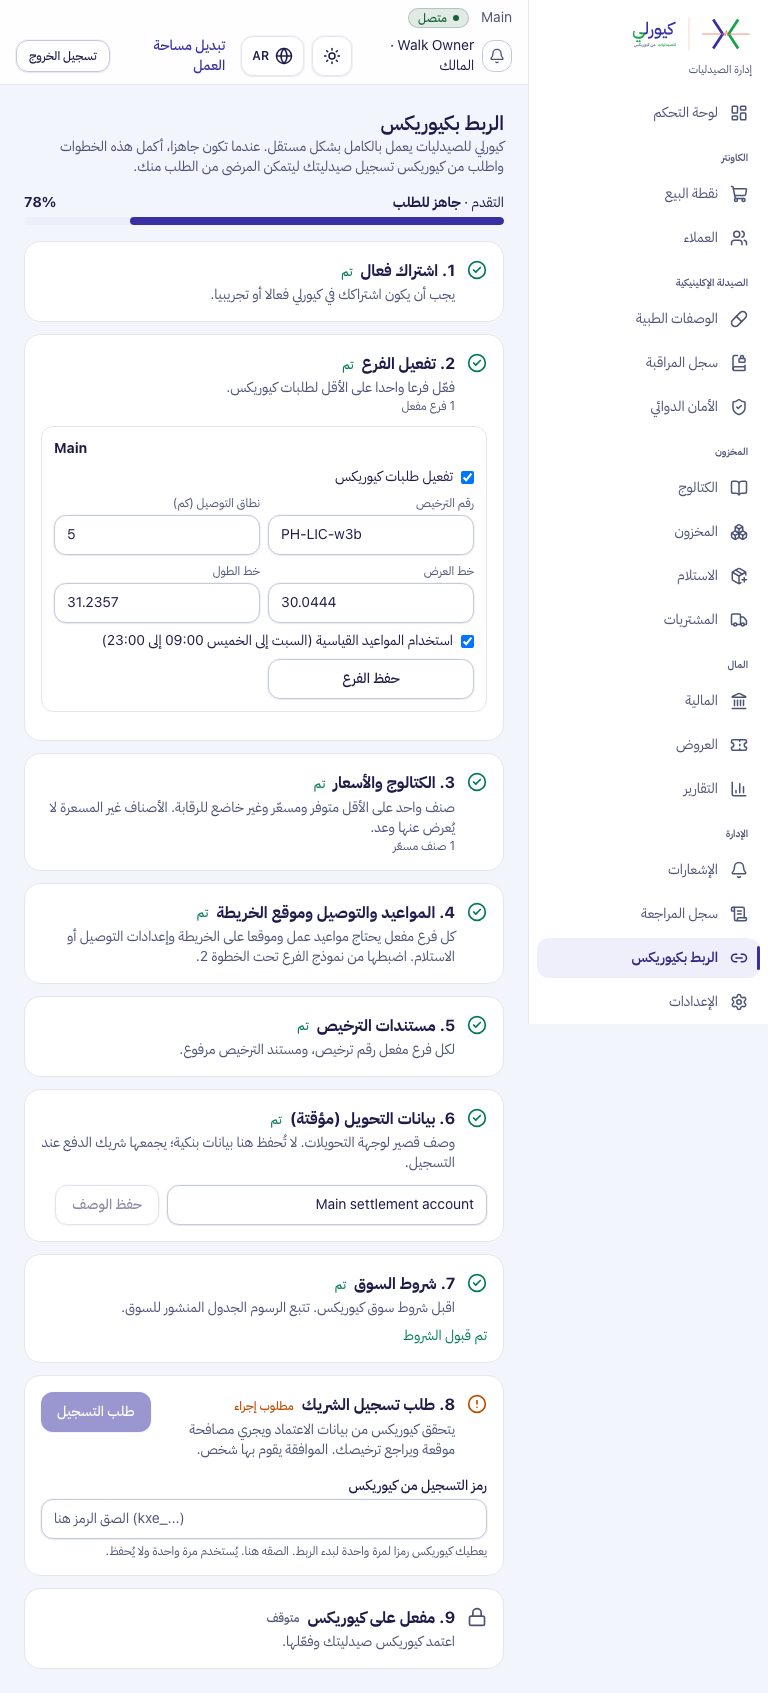 كيورلي
الصيدليات من كيوريكس
إدارة الصيدليات
لوحة التحكم
الكاونتر
نقطة البيع
العملاء
الصيدلة الإكلينيكية
الوصفات الطبية
سجل المراقبة
الأمان الدوائي
المخزون
الكتالوج
المخزون
الاستلام
المشتريات
المال
المالية
العروض
التقارير
الإدارة
الإشعارات
سجل المراجعة
الربط بكيوريكس
الإعدادات
Main
متصل
Walk Owner ·
المالك
AR
تبديل مساحة
العمل
تسجيل الخروج
الربط بكيوريكس
كيورلي للصيدليات يعمل بالكامل بشكل مستقل. عندما تكون جاهزا، أكمل هذه الخطوات
واطلب من كيوريكس تسجيل صيدليتك ليتمكن المرضى من الطلب منك.
التقدم · جاهز للطلب
78%
1. اشتراك فعال تم
يجب أن يكون اشتراكك في كيورلي فعالا أو تجريبيا.
2. تفعيل الفرع تم
فعّل فرعا واحدا على الأقل لطلبات كيوريكس.
1 فرع مفعل
Main
تفعيل طلبات كيوريكس
رقم الترخيص
نطاق التوصيل (كم)
PH-LIC-w3b
5
خط العرض
خط الطول
30.0444
31.2357
استخدام المواعيد القياسية (السبت إلى الخميس 09:00 إلى 23:00)
حفظ الفرع
3. الكتالوج والأسعار تم
صنف واحد على الأقل متوفر ومسعّر وغير خاضع للرقابة. الأصناف غير المسعرة لا
يُعرض عنها وعد.
1 صنف مسعّر
4. المواعيد والتوصيل وموقع الخريطة تم
كل فرع مفعل يحتاج مواعيد عمل وموقعا على الخريطة وإعدادات التوصيل أو
الاستلام. اضبطها من نموذج الفرع تحت الخطوة 2.
5. مستندات الترخيص تم
لكل فرع مفعل رقم ترخيص، ومستند الترخيص مرفوع.
6. بيانات التحويل (مؤقتة) تم
وصف قصير لوجهة التحويلات. لا تُحفظ هنا بيانات بنكية؛ يجمعها شريك الدفع عند
التسجيل.
Main settlement account
حفظ الوصف
7. شروط السوق تم
اقبل شروط سوق كيوريكس. تتبع الرسوم الجدول المنشور للسوق.
تم قبول الشروط
8. طلب تسجيل الشريك مطلوب إجراء
طلب التسجيل
يتحقق كيوريكس من بيانات الاعتماد ويجري مصافحة
موقعة ويراجع ترخيصك. الموافقة يقوم بها شخص.
رمز التسجيل من كيوريكس
الصق الرمز هنا (kxe_...)
يعطيك كيوريكس رمزا لمرة واحدة لبدء الربط. الصقه هنا. يُستخدم مرة واحدة ولا يُحفظ.
9. مفعل على كيوريكس متوقف
اعتمد كيوريكس صيدليتك وفعّلها.